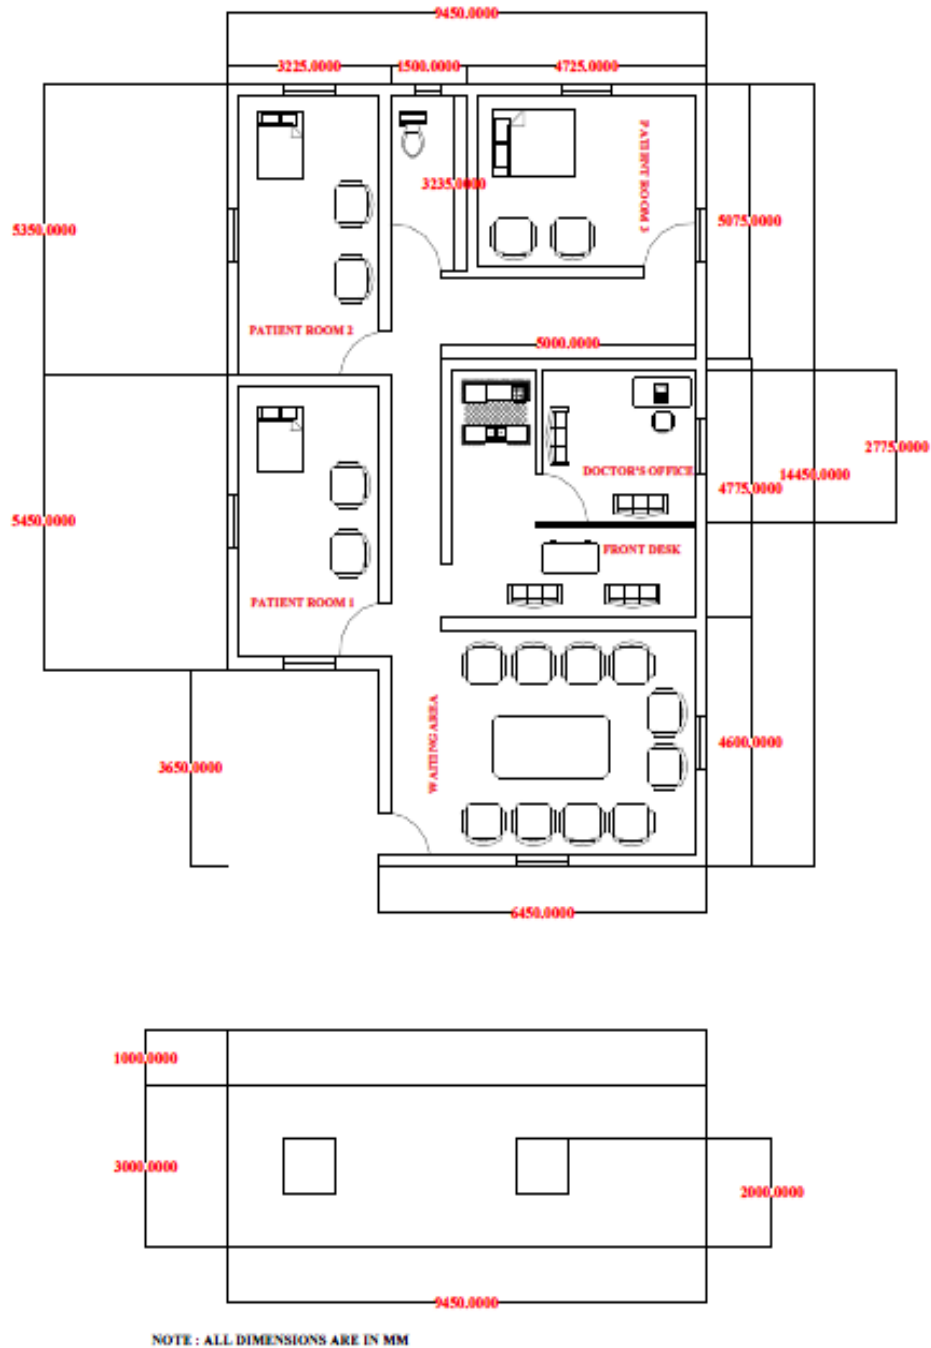 9450.0000
3225.0000
1500.0000
4725.0000
PATIENT ROOM 3
3235.0000
5350.0000
5075.0000
PATIENT ROOM 2
5000.0000
2775.0000
DOCTOR'S OFFICE
14450.0000
4775.0000
5450.0000
FRONT DESK
PATIENT ROOM 1
WAITING AREA
4600.0000
3650.0000
6450.0000
1000.0000
3000.0000
2000.0000
9450.0000
NOTE : ALL DIMENSIONS ARE IN MM